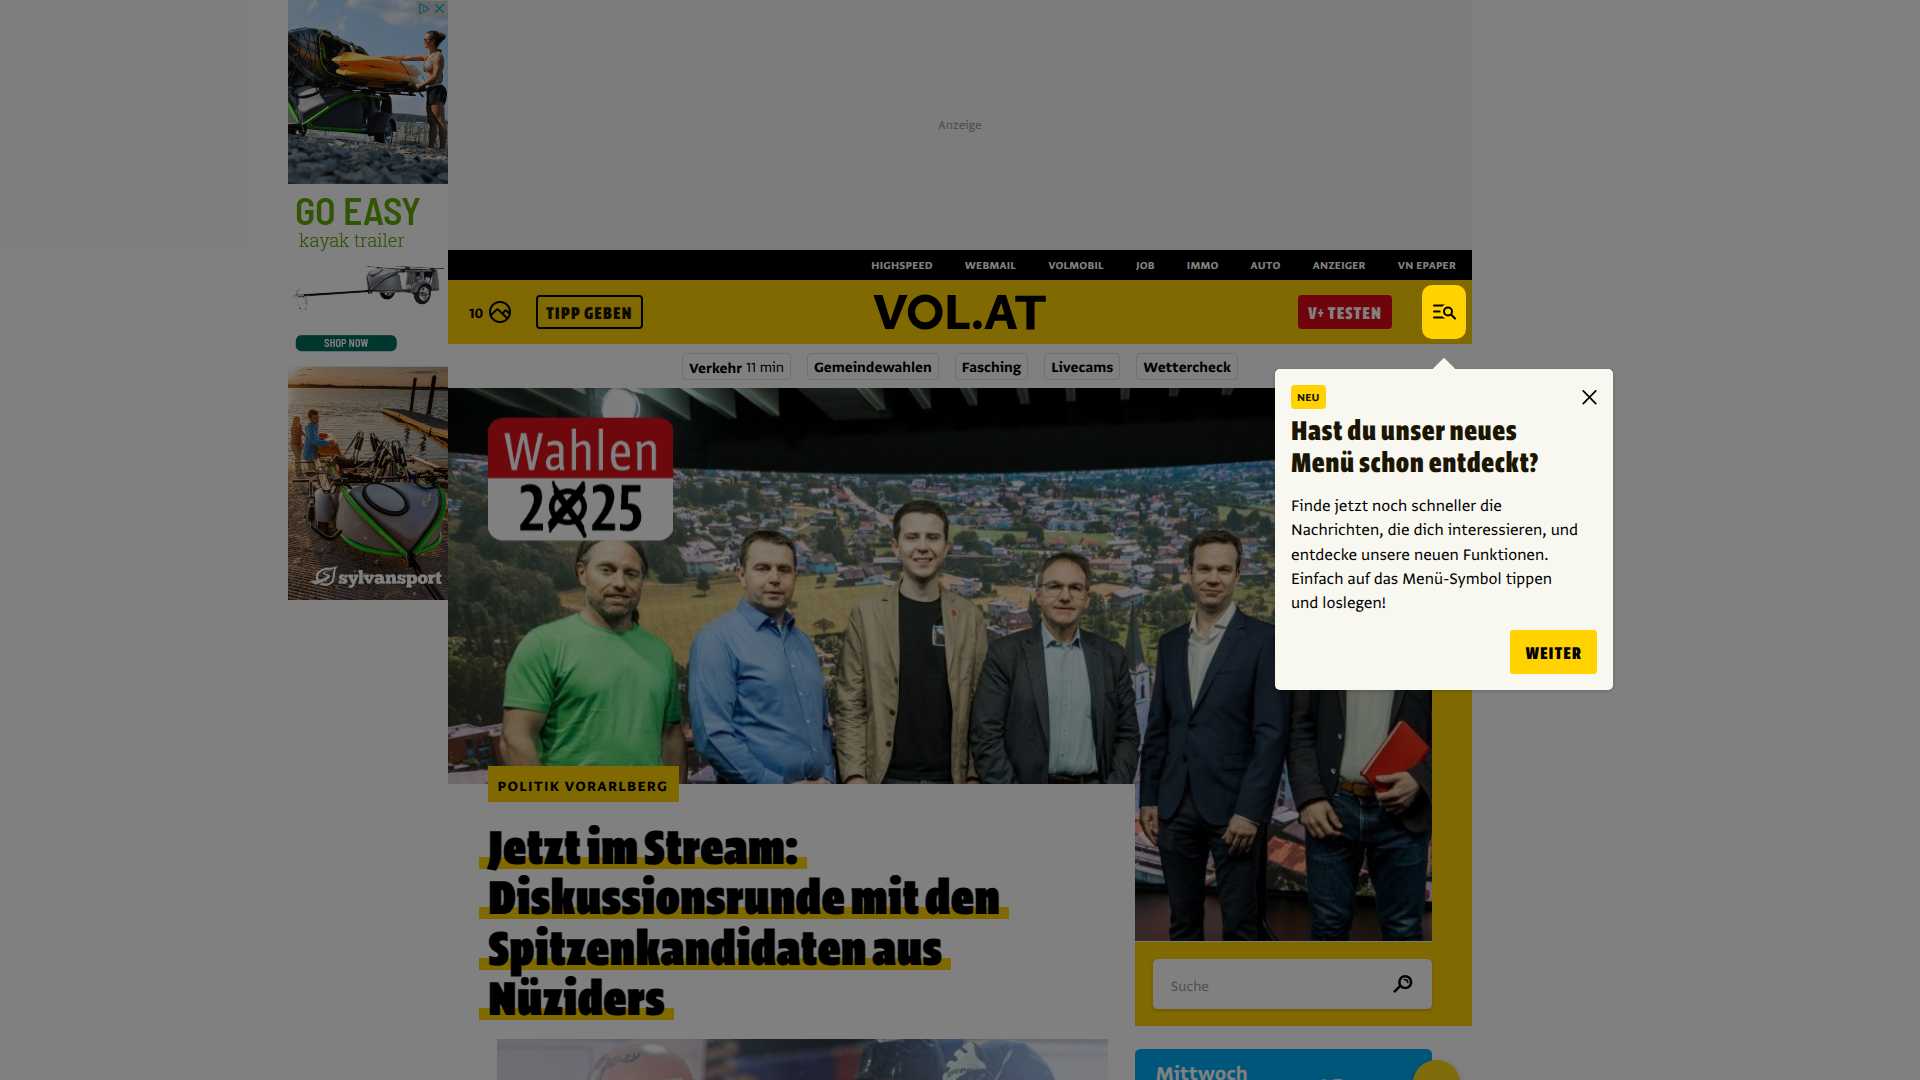 GO EASY
kayak trailer
SHOP NOW
sylvansport
Anzeige
HIGHSPEED WEBMAIL VOLMOBIL JOB IMMO AUTO ANZEIGER VN EPAPER
10 TIPP GEBEN VOL.AT V+ TESTEN
Verkehr 11 min Gemeindewahlen Fasching Livecams Wettercheck
Wahlen
2025
NEU
Hast du unser neues
Menü schon entdeckt?
Finde jetzt noch schneller die
Nachrichten, die dich interessieren, und
entdecke unsere neuen Funktionen.
Einfach auf das Menü-Symbol tippen
und loslegen!
WEITER
POLITIK VORARLBERG
Jetzt im Stream:
Diskussionsrunde mit den
Spitzenkandidaten aus
Nüziders
Suche
Mittwoch